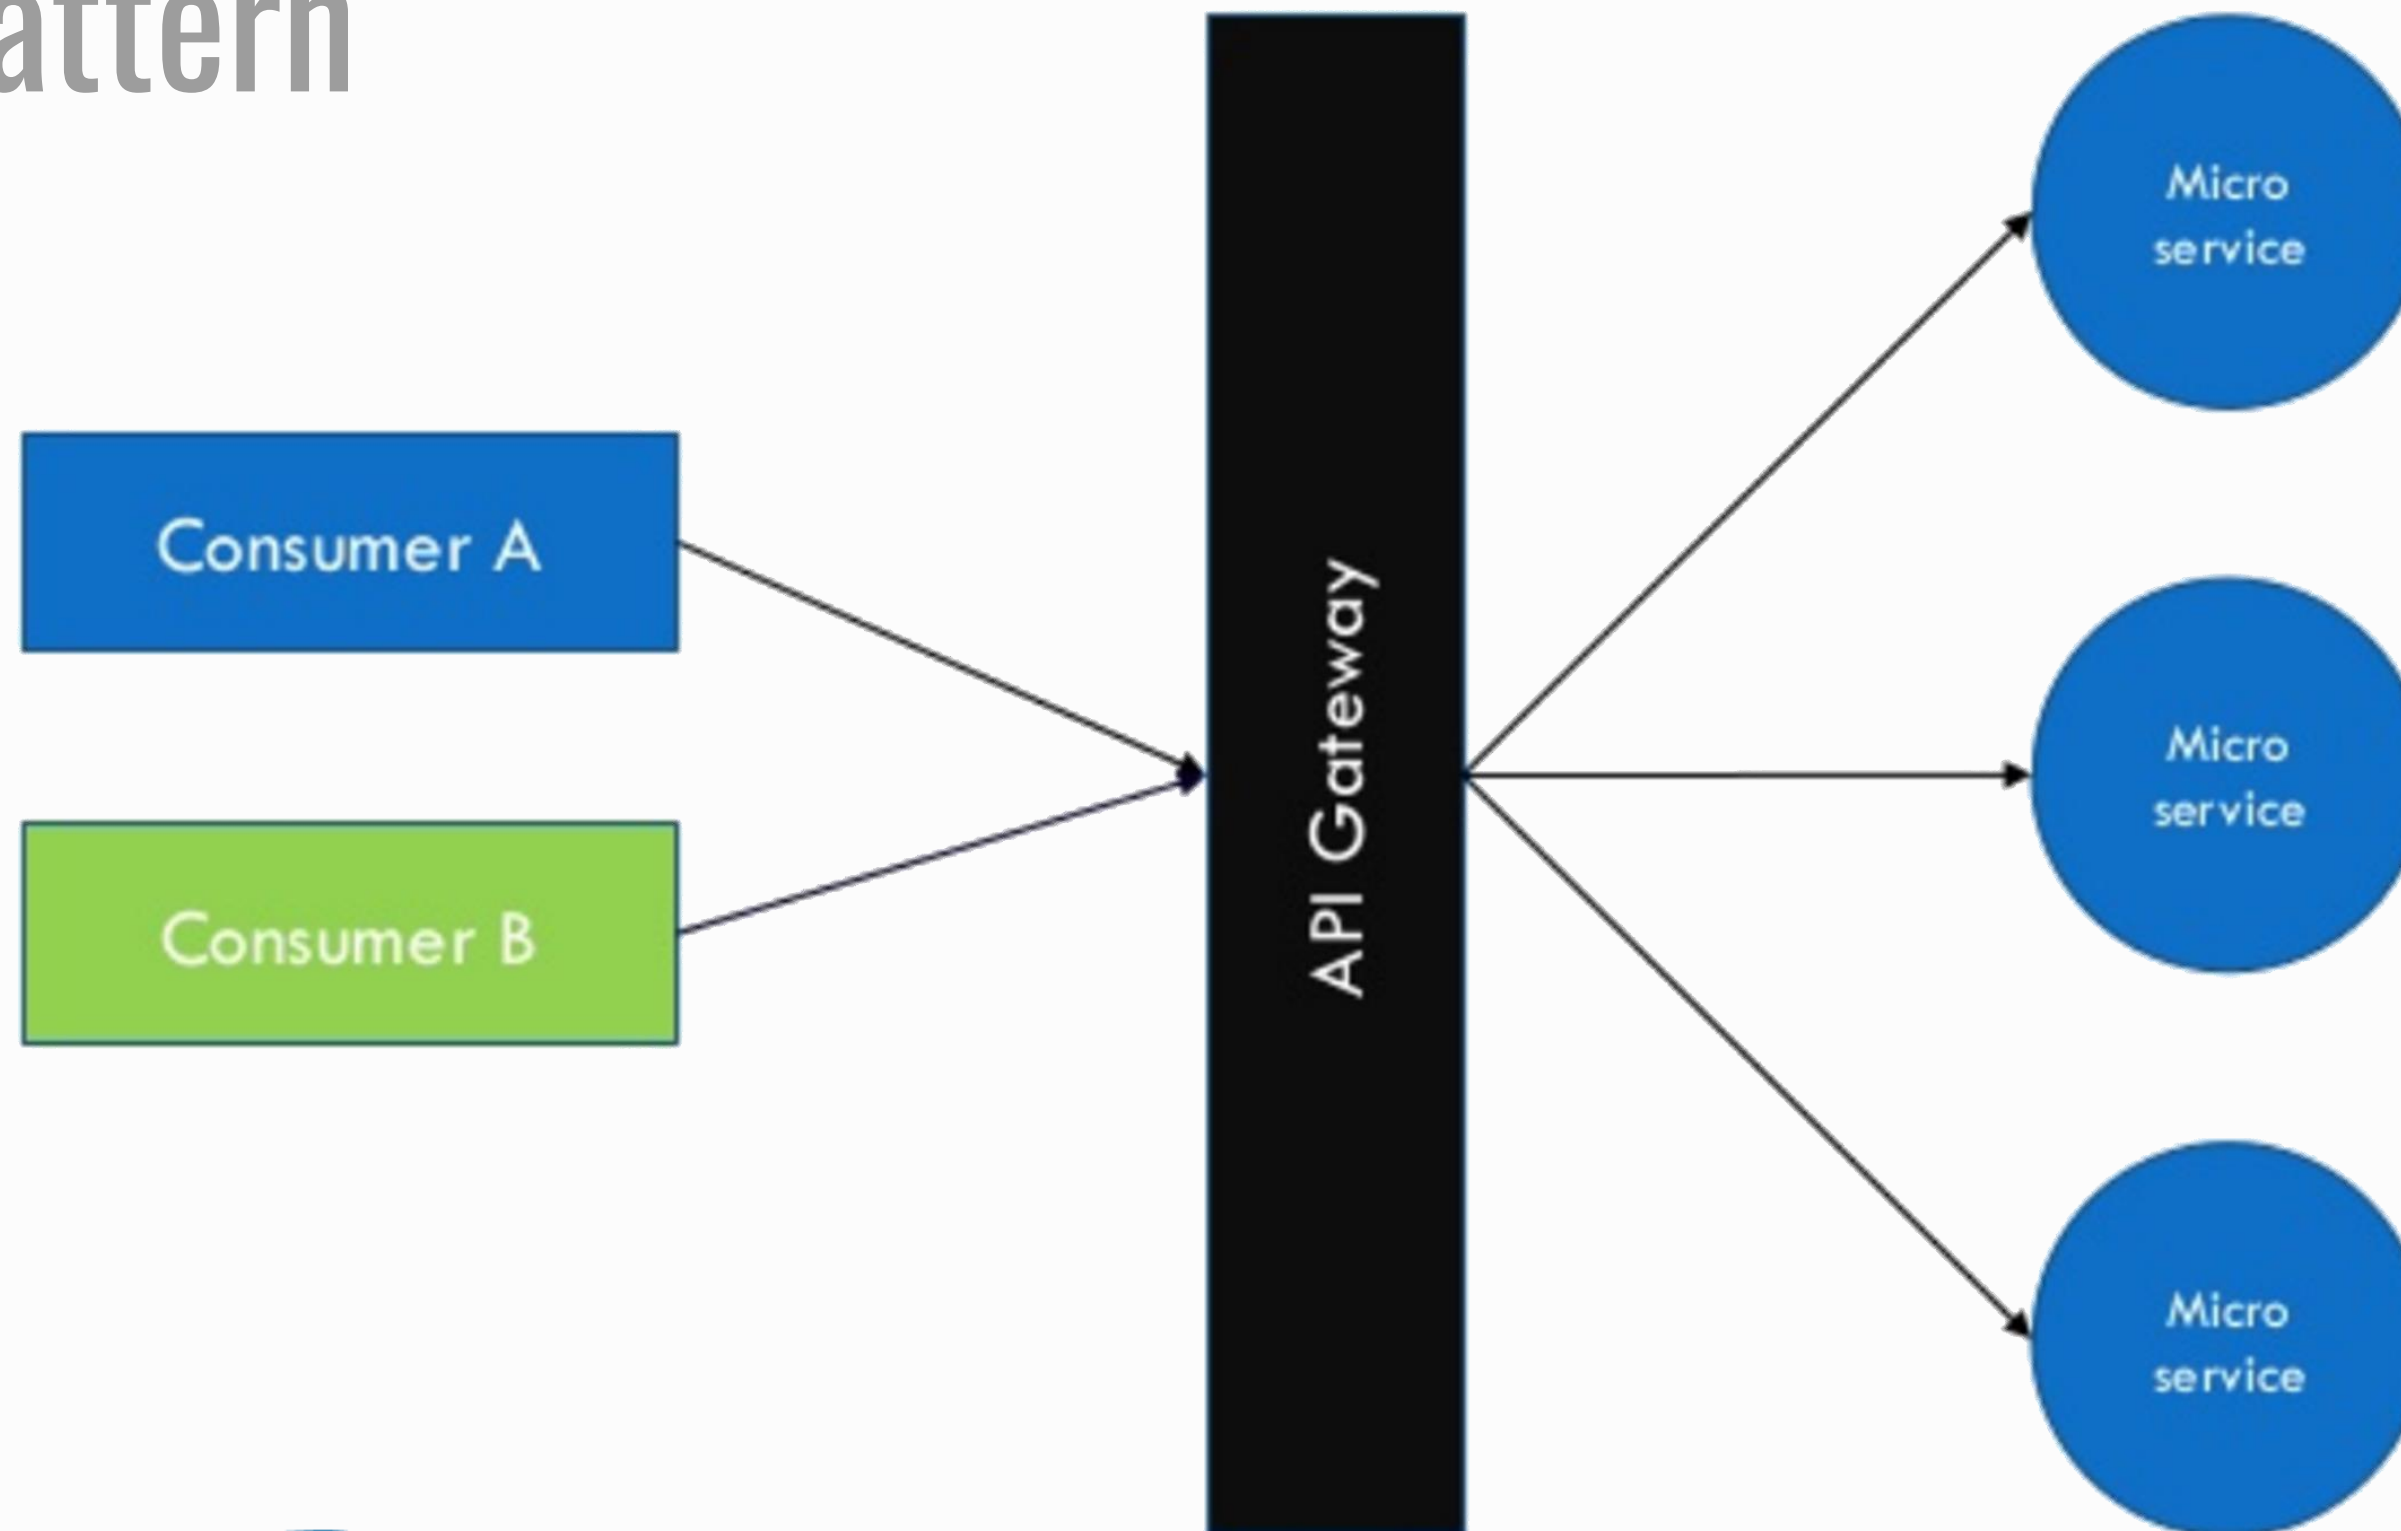 attern
Consumer A
Consumer B
API Gateway
Micro
service
Micro
service
Micro
service